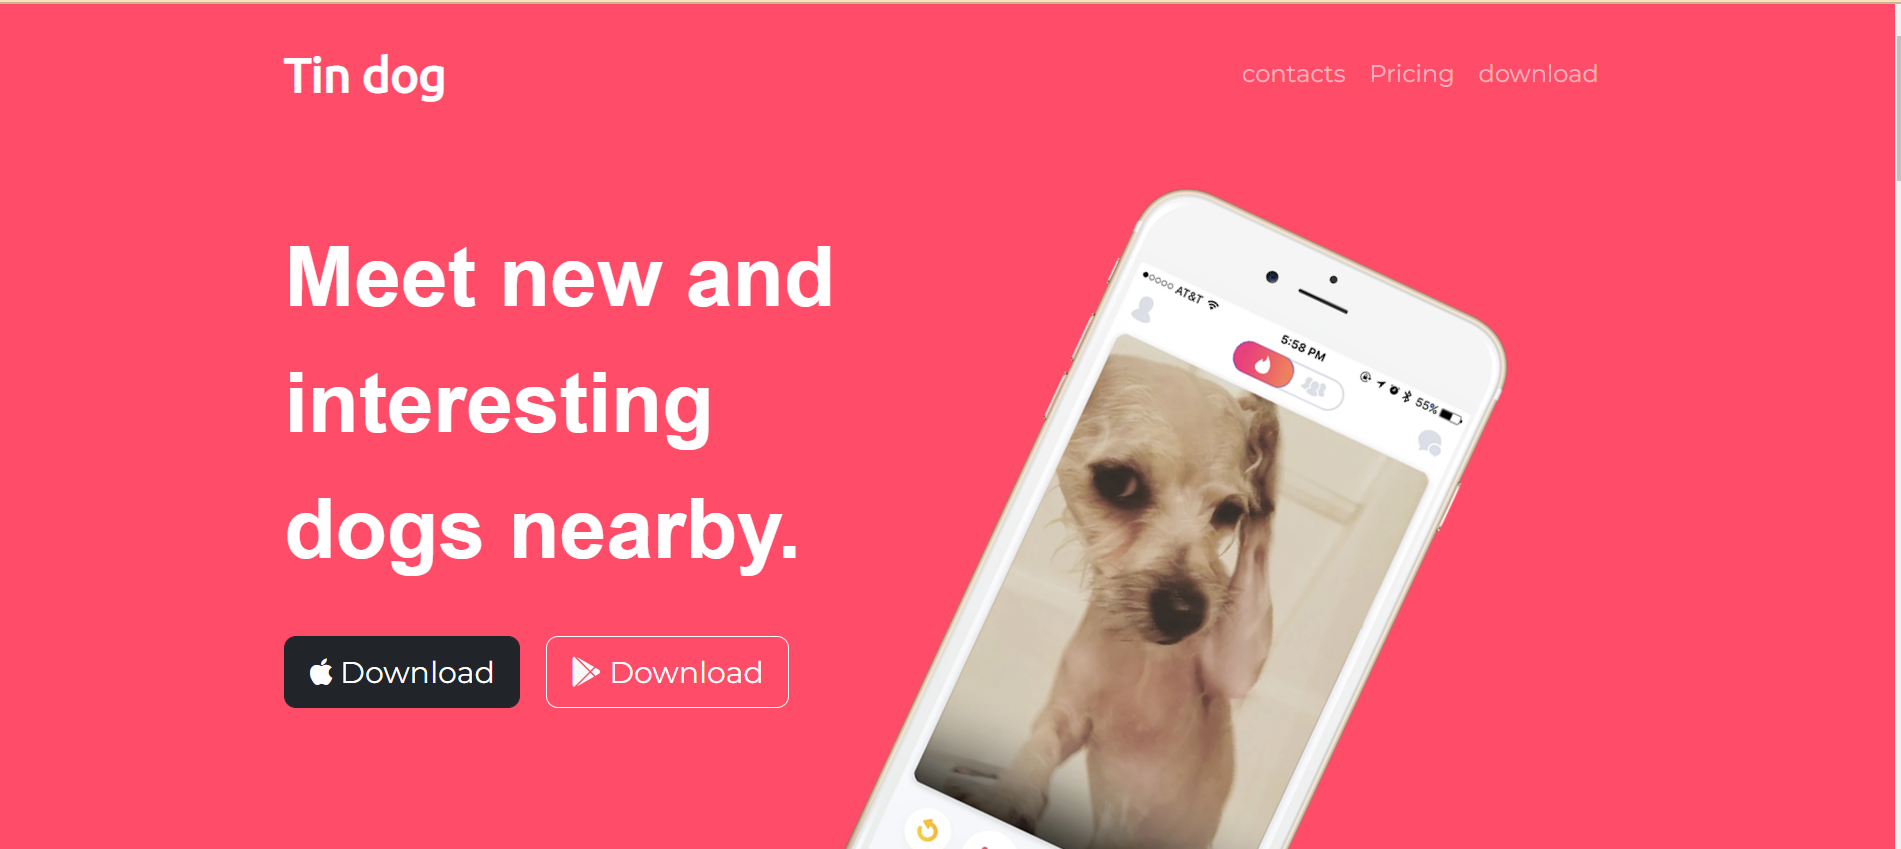 Tin dog
contacts Pricing download
Meet new and
interesting
dogs nearby.
Download Download
AT&T
5:58 PM
55%